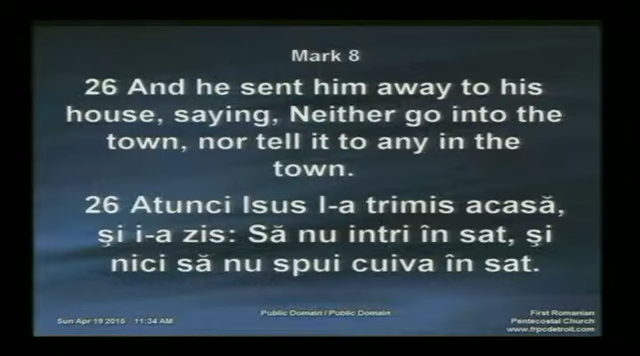 Mark 8
26 And he sent him away to his
house, saying, Neither go into the
town, nor tell it to any in the
town.
26 Atunci Isus l-a trimis acasă,
şi i-a zis: Să nu intri în sat, şi
nici să nu spui cuiva în sat.
Public Domain / Public Domain
Sun Apr 19 2015 11:34 AM
First Romanian
Pentecostal Church
www.frpcdetroit.com